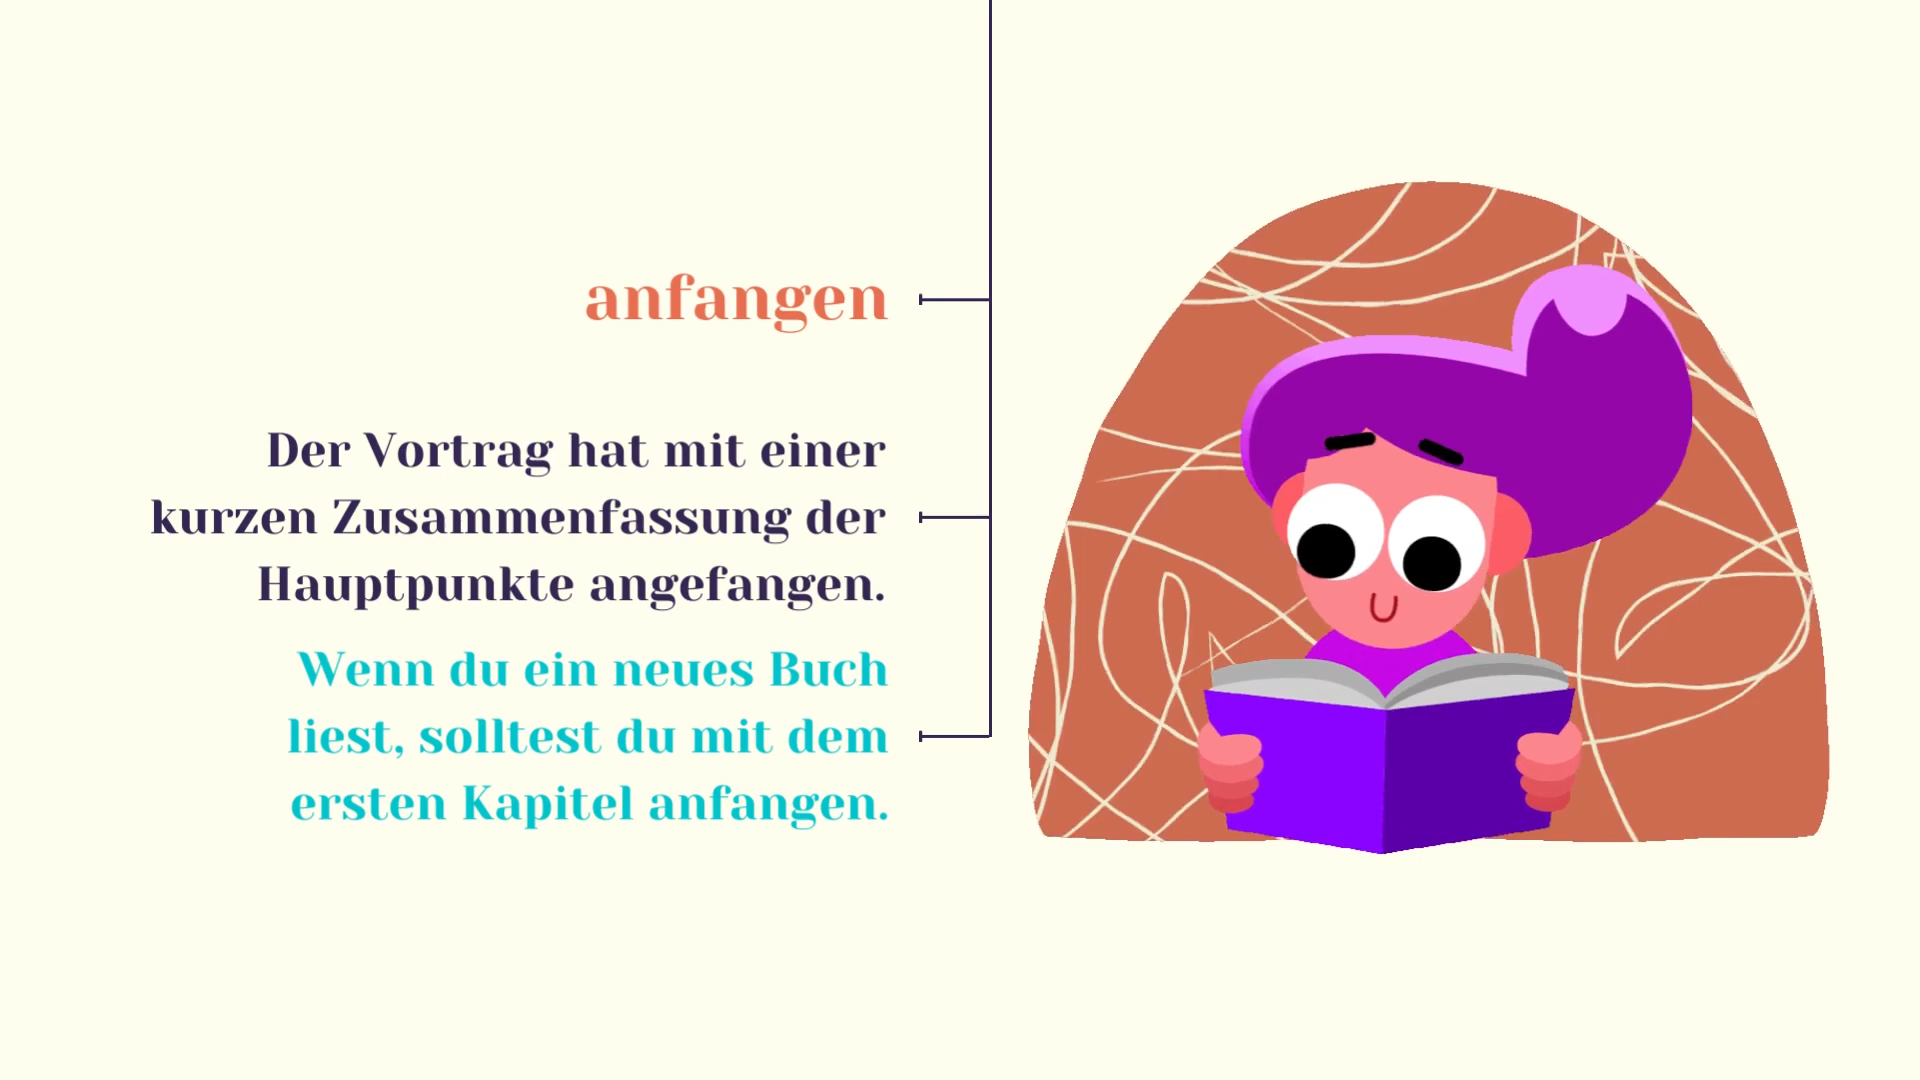 anfangen
Der Vortrag hat mit einer
kurzen Zusammenfassung der
Hauptpunkte angefangen.
Wenn du ein neues Buch
liest, solltest du mit dem
ersten Kapitel anfangen.